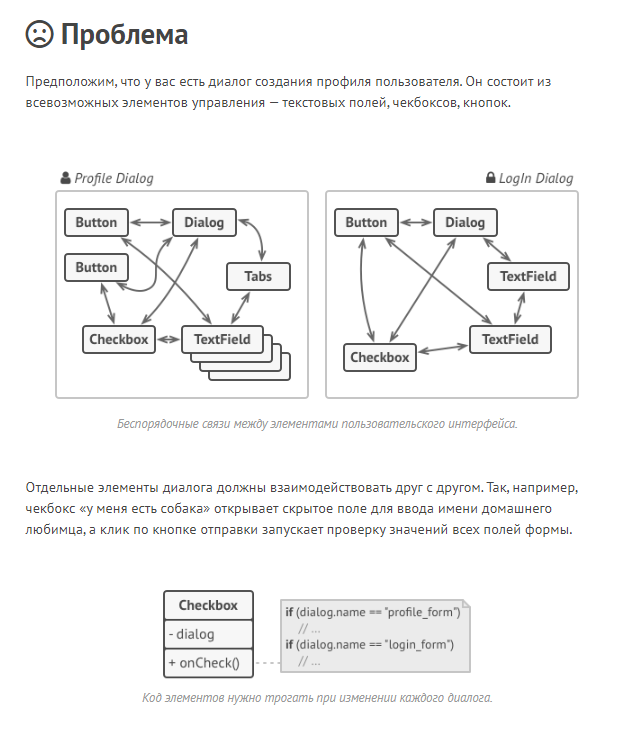 Проблема
Предположим, что у вас есть диалог создания профиля пользователя. Он состоит из
всевозможных элементов управления — текстовых полей, чекбоксов, кнопок.
Profile Dialog
LogIn Dialog
Button
Dialog
Button
Tabs
Checkbox
TextField
Button
Dialog
TextField
TextField
Checkbox
Беспорядочные связи между элементами пользовательского интерфейса.
Отдельные элементы диалога должны взаимодействовать друг с другом. Так, например,
чекбокс «у меня есть собака» открывает скрытое поле для ввода имени домашнего
любимца, а клик по кнопке отправки запускает проверку значений всех полей формы.
Checkbox
- dialog
+ onCheck()
if (dialog.name == "profile_form")
// ...
if (dialog.name == "login_form")
// ...
Код элементов нужно трогать при изменении каждого диалога.